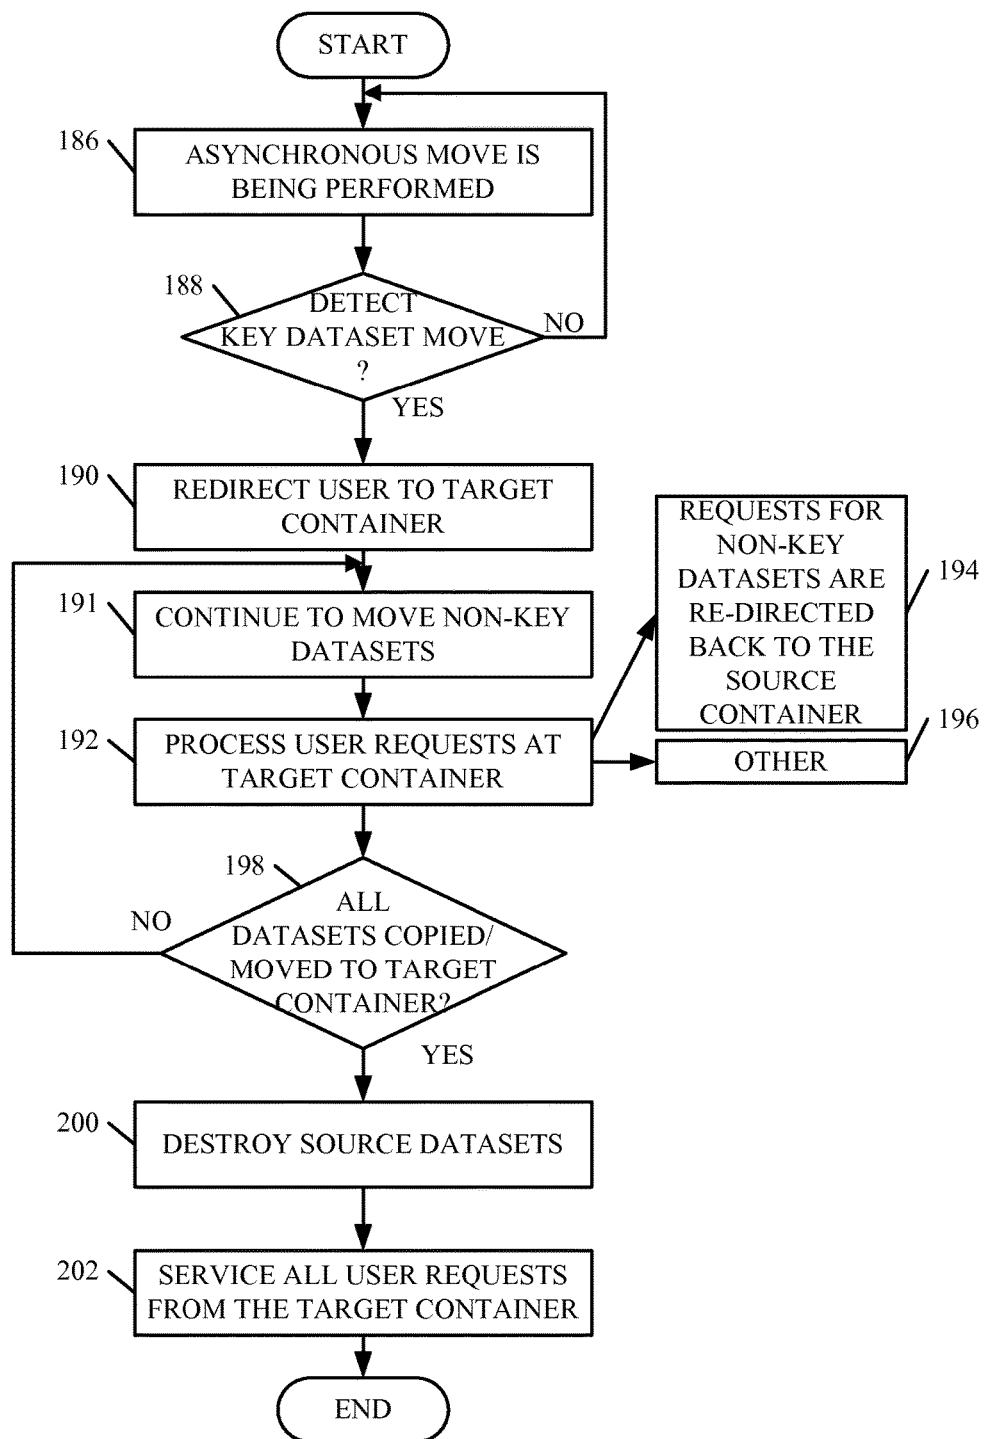 START
186
ASYNCHRONOUS MOVE IS
BEING PERFORMED
188
DETECT
KEY DATASET MOVE
?
NO
YES
190
REDIRECT USER TO TARGET
CONTAINER
191
CONTINUE TO MOVE NON-KEY
DATASETS
192
PROCESS USER REQUESTS AT
TARGET CONTAINER
REQUESTS FOR
NON-KEY
DATASETS ARE
RE-DIRECTED
BACK TO THE
SOURCE
CONTAINER
194
OTHER
196
198
ALL
DATASETS COPIED/
MOVED TO TARGET
CONTAINER?
NO
YES
200
DESTROY SOURCE DATASETS
202
SERVICE ALL USER REQUESTS
FROM THE TARGET CONTAINER
END